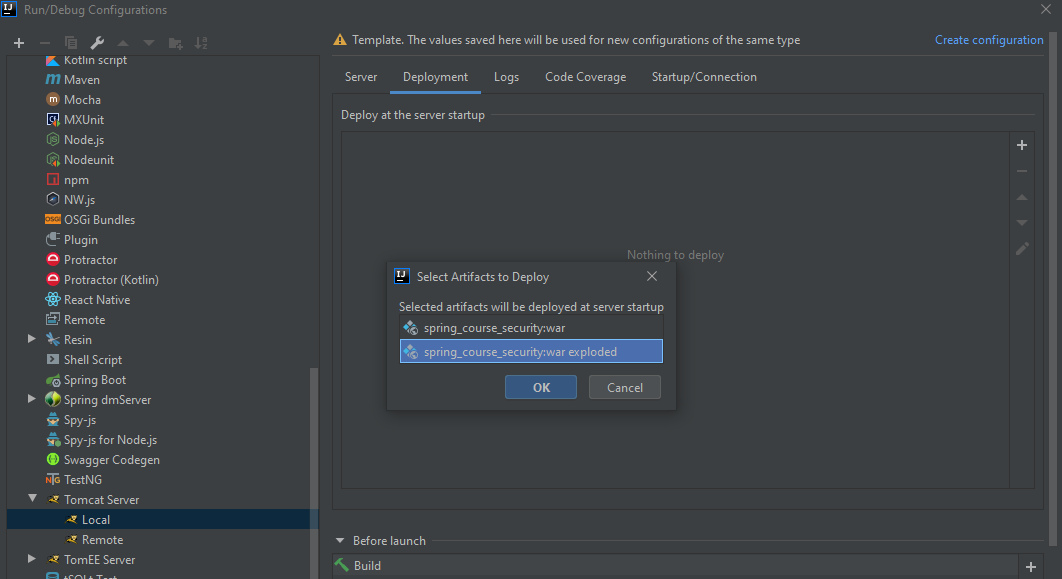 Run/Debug Configurations
Template. The values saved here will be used for new configurations of the same type
Create configuration
Kotlin script
Maven
Mocha
MXUnit
Node.js
Nodeunit
npm
NW.js
OSGi Bundles
Plugin
Protractor
Protractor (Kotlin)
React Native
Remote
Resin
Shell Script
Spring Boot
Spring dmServer
Spy-js
Spy-js for Node.js
Swagger Codegen
TestNG
Tomcat Server
Local
Remote
TomEE Server
tSQLt Test
Server Deployment Logs Code Coverage Startup/Connection
Deploy at the server startup
Nothing to deploy
Select Artifacts to Deploy
Selected artifacts will be deployed at server startup
spring_course_security:war
spring_course_security:war exploded
OK Cancel
Before launch
Build